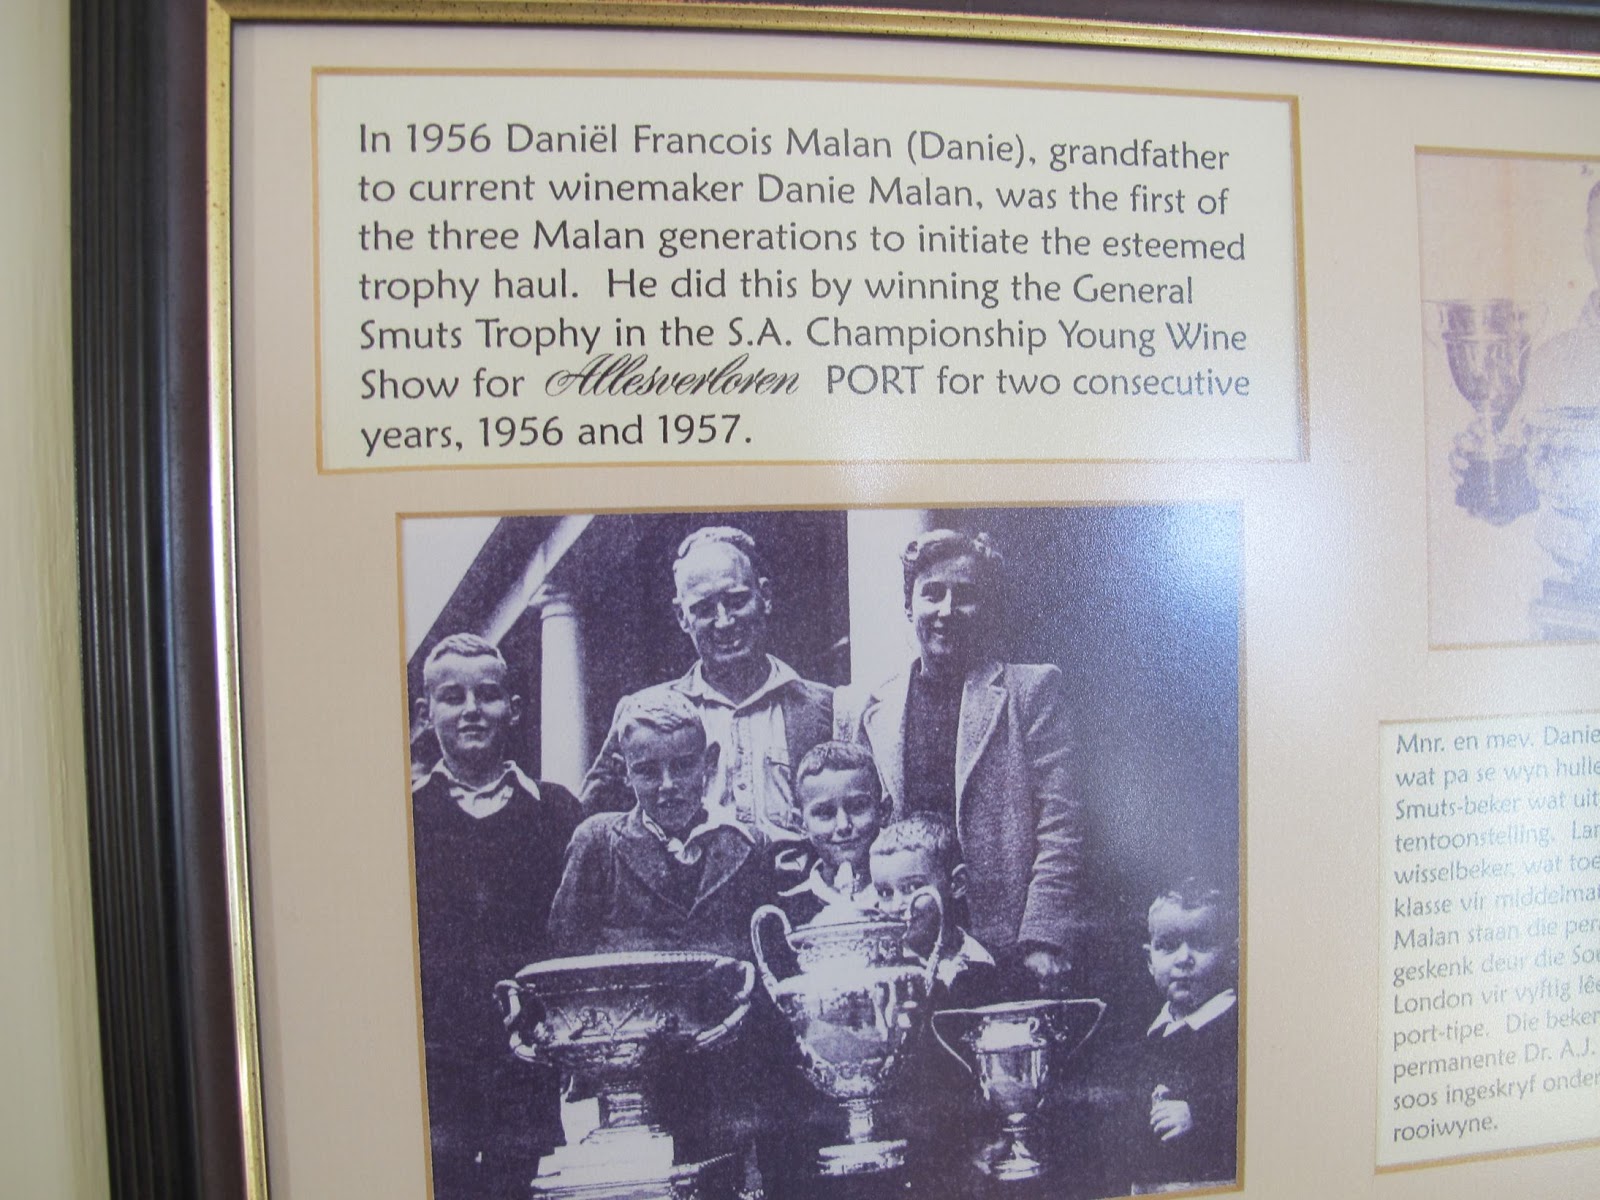 In 1956 Daniël Francois Malan (Danie), grandfather
to current winemaker Danie Malan, was the first of
the three Malan generations to initiate the esteemed
trophy haul. He did this by winning the General
Smuts Trophy in the S.A. Championship Young Wine
Show for Allesverloren PORT for two consecutive
years, 1956 and 1957.
Mnr. en mev. Danie
wat pa se wyn hulle
Smuts-beker wat uit
tentoonstelling.
wisselbeker, wat toe
klasse vir
Malan staan die
geskenk deur die
London vir vyftig
port-tipe. Die beker
permanente Dr. A.J.
soos ingeskryf onder
rooiwyne.